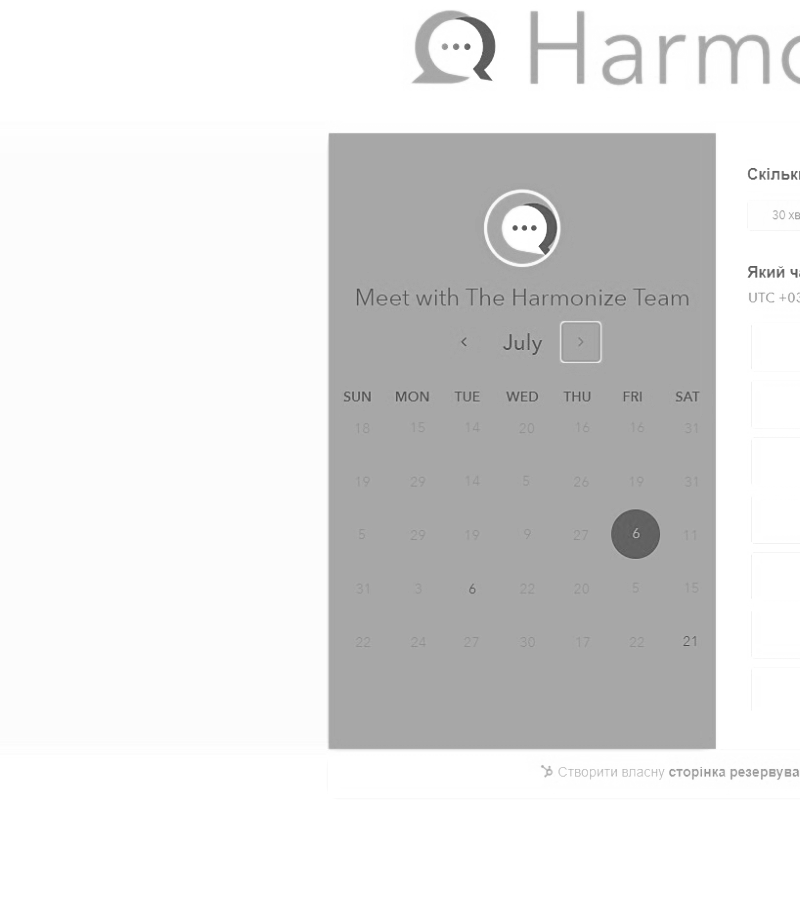 Harmo
Meet with The Harmonize Team
July
SUN MON TUE WED THU FRI SAT
18 15 14 20 16 16 31
19 29 14 5 26 19 31
5 29 19 9 27 6 11
31 3 6 22 20 5 15
22 24 27 30 17 22 21
Скільк
30 хв
Який ч
UTC +03
Створити власну сторінка резервува